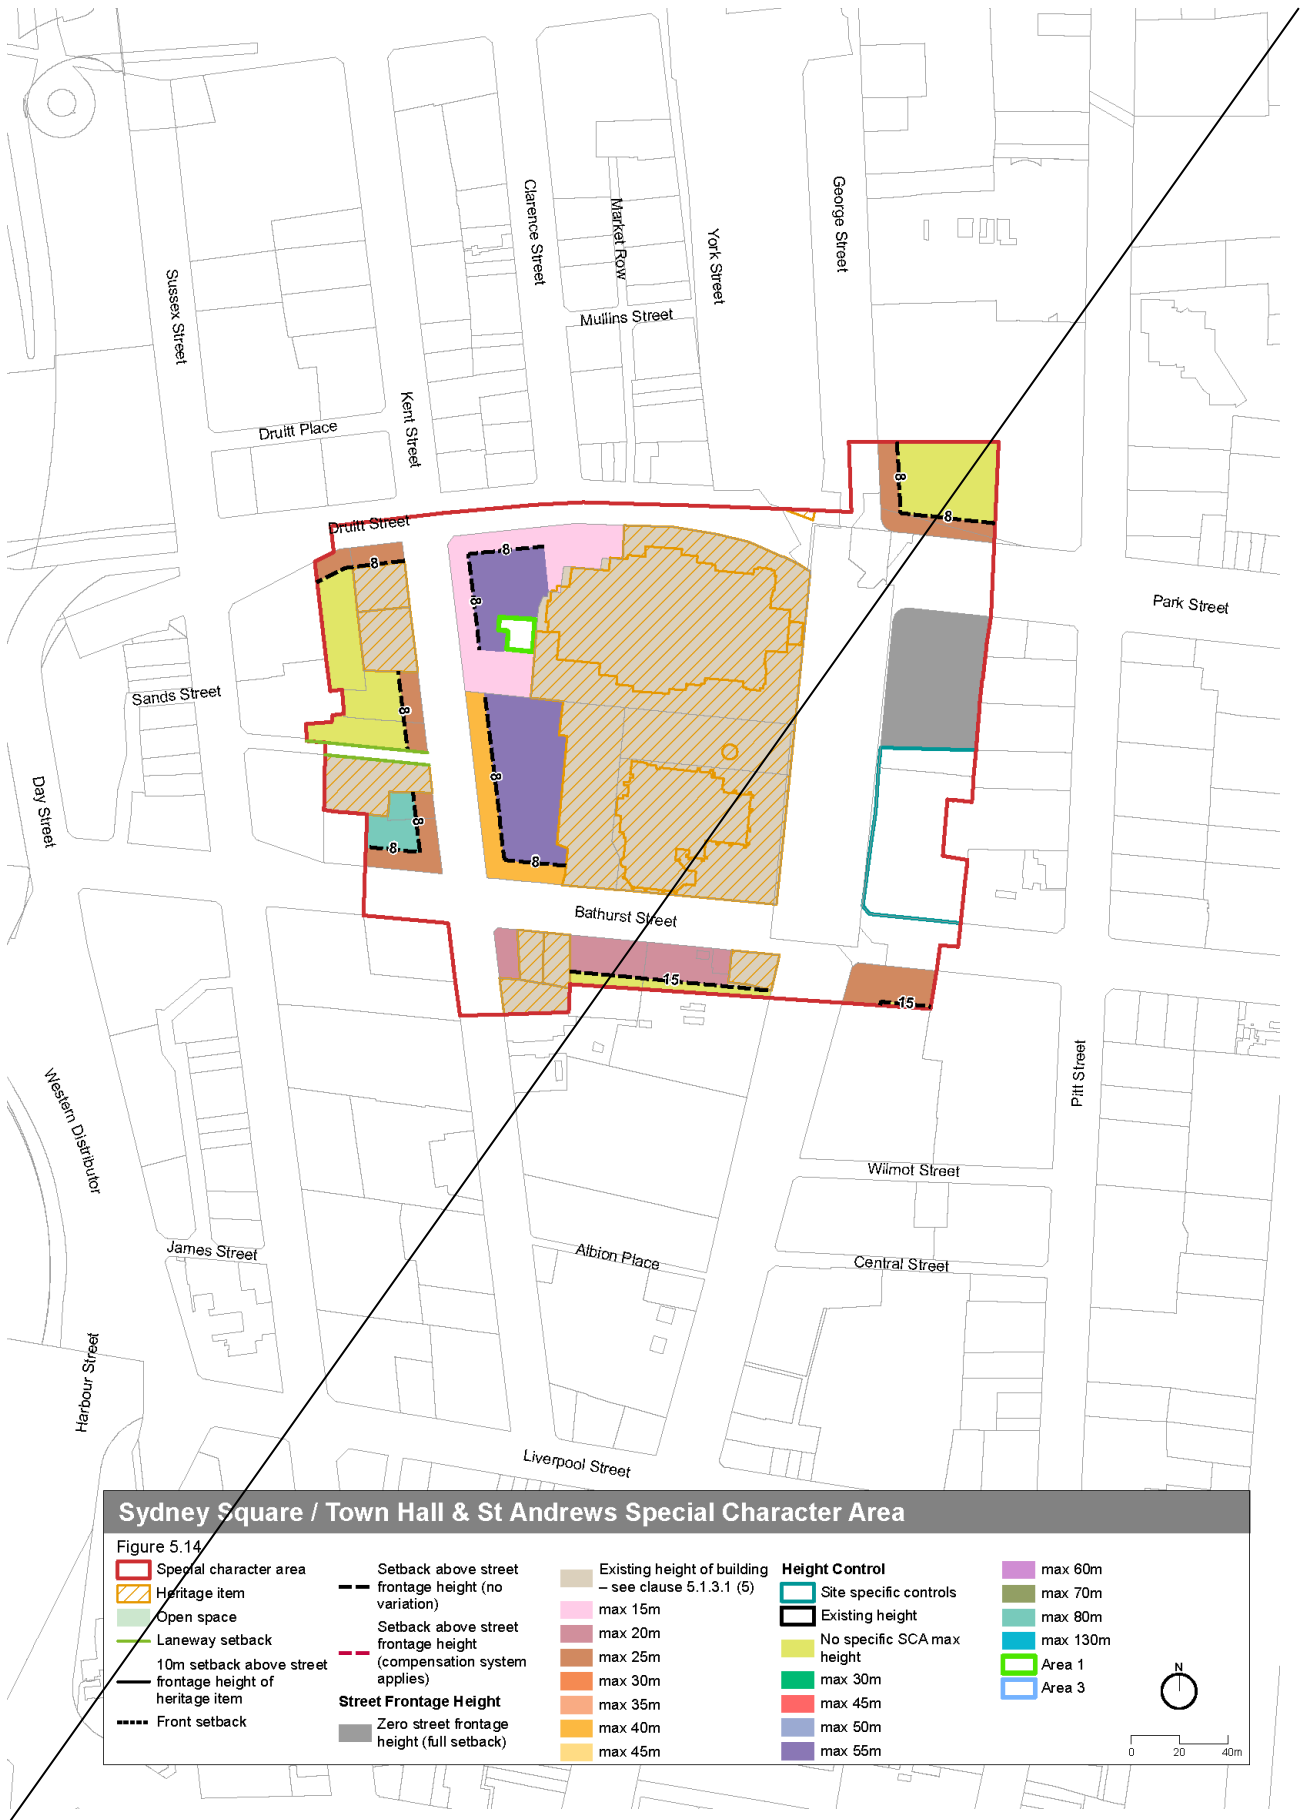 Clarence Street
Market Row
George Street
York Street
Sussex Street
Mullins Street
Kent Street
Druitt Place
8
8
Druitt Street
8
8
8
Park Street
Sands Street
8
8
Day Street
8
8
8
Bathurst Street
15
15
Pitt Street
Western Distributor
Wilmot Street
James Street
Albion Place
Central Street
Harbour Street
Liverpool Street
Sydney Square / Town Hall & St Andrews Special Character Area
Figure 5.14
Special character area
Heritage item
Open space
Laneway setback
10m setback above street
frontage height of
heritage item
Front setback
Setback above street
frontage height (no
variation)
Setback above street
frontage height
(compensation system
applies)
Street Frontage Height
Zero street frontage
height (full setback)
Existing height of building
– see clause 5.1.3.1 (5)
max 15m
max 20m
max 25m
max 30m
max 35m
max 40m
max 45m
Height Control
Site specific controls
Existing height
No specific SCA max
height
max 30m
max 45m
max 50m
max 55m
max 60m
max 70m
max 80m
max 130m
Area 1
Area 3
N
0 20 40m